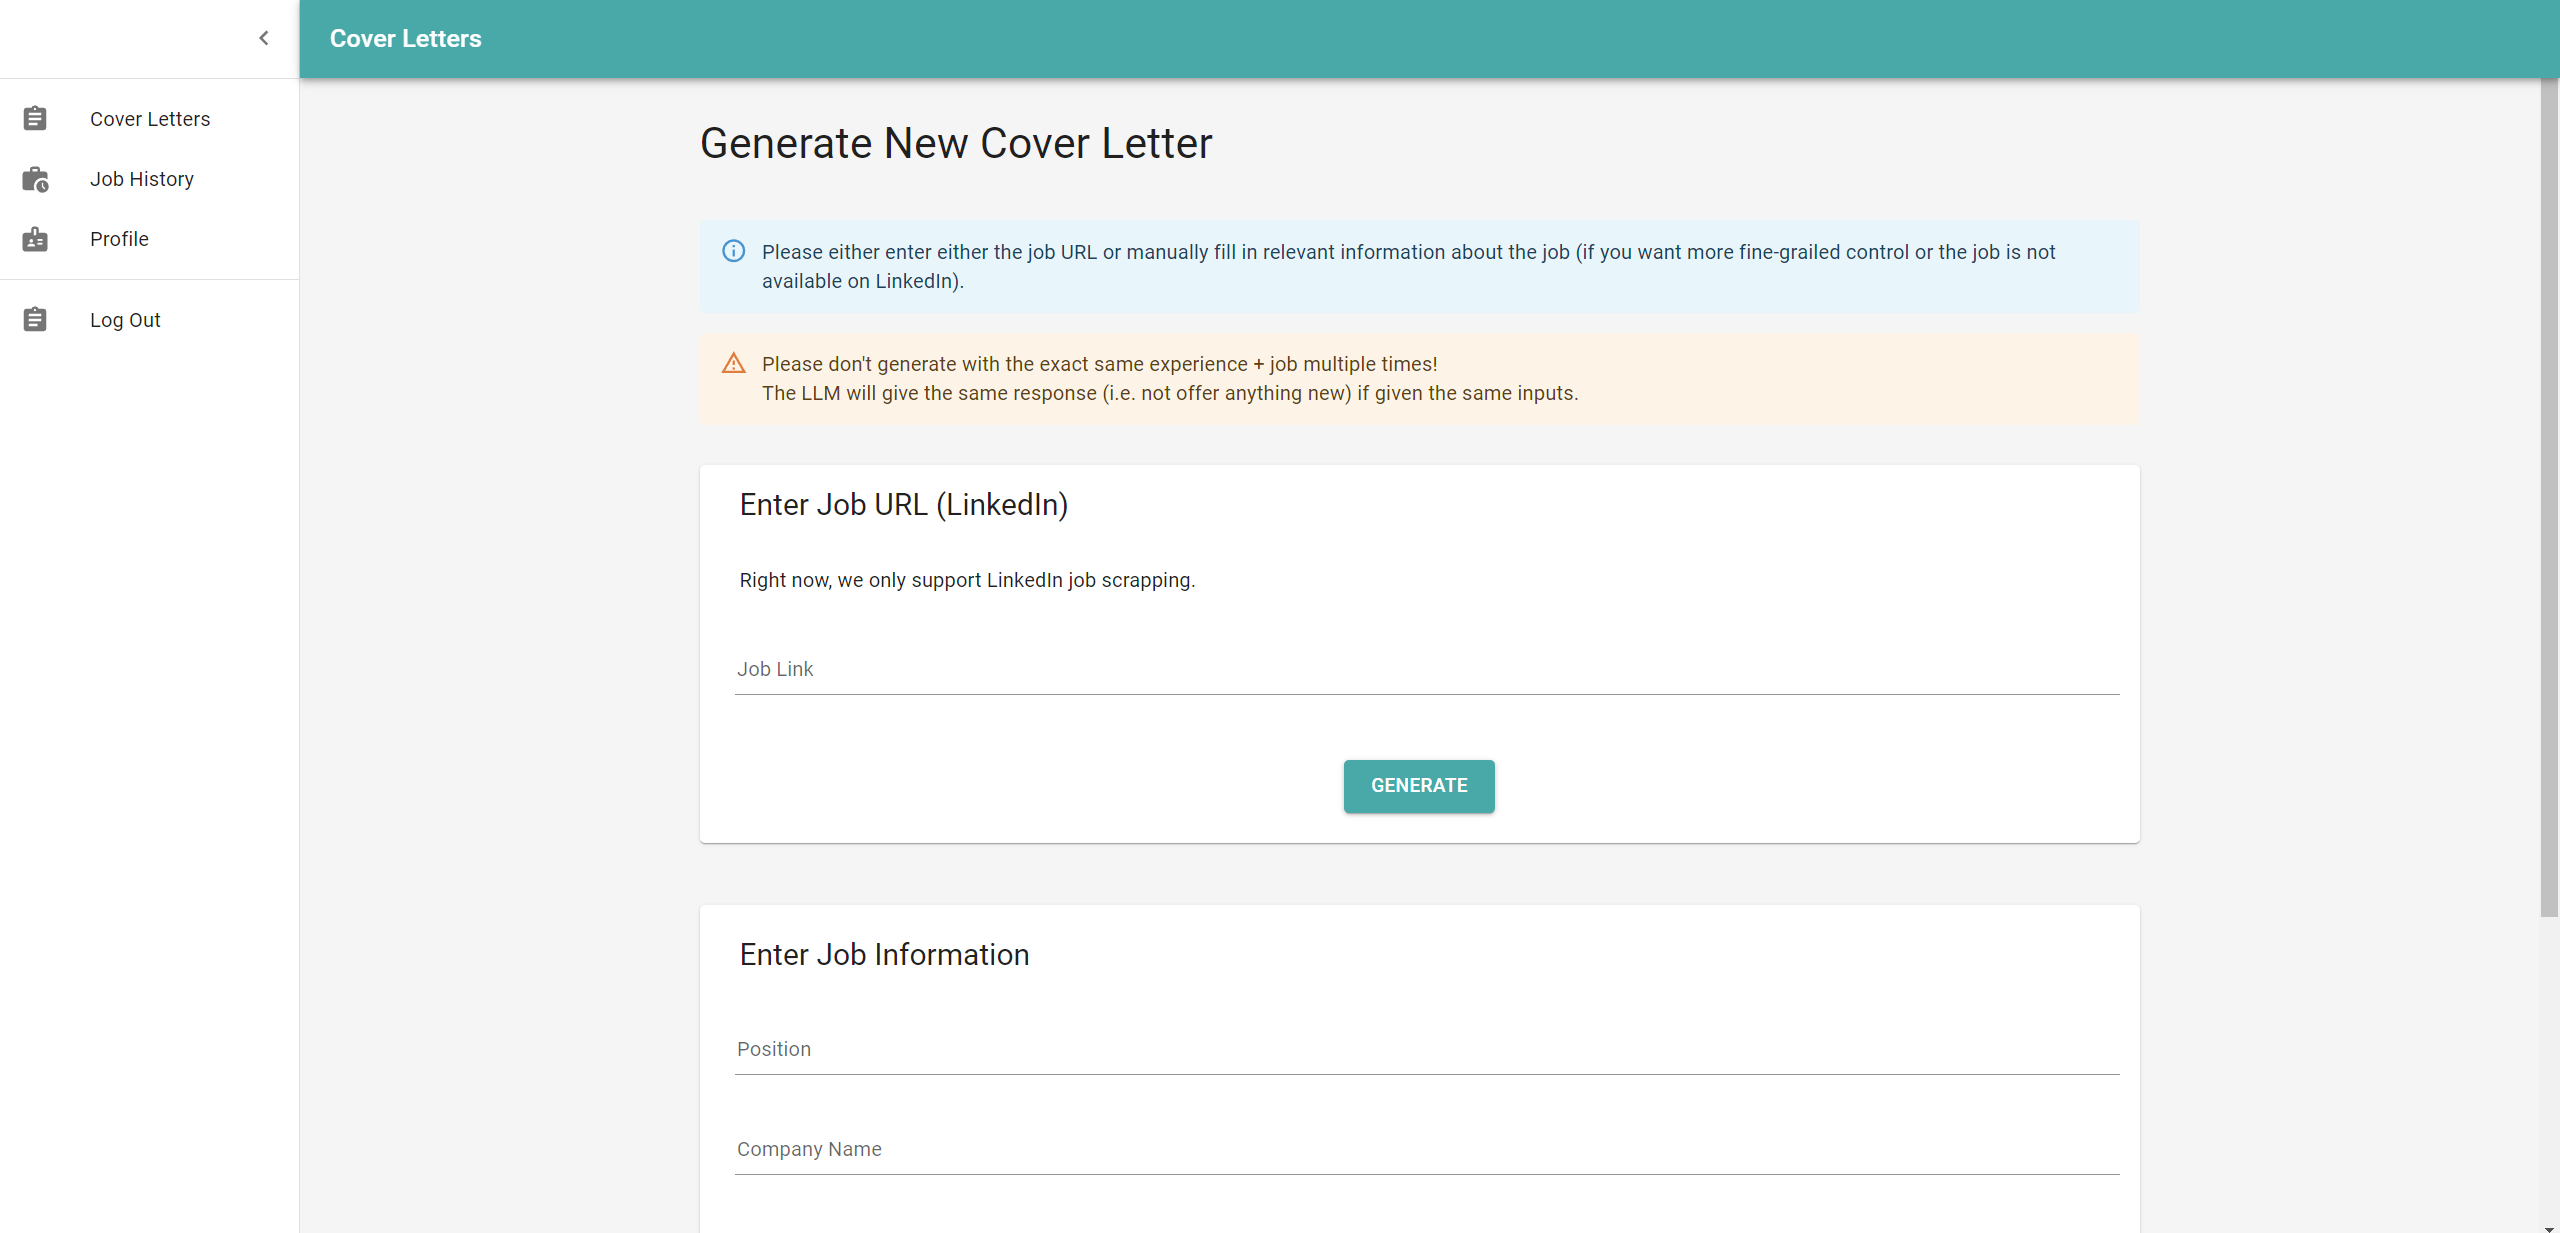 Cover Letters
Cover Letters
Job History
Profile
Log Out
Generate New Cover Letter
Please either enter either the job URL or manually fill in relevant information about the job (if you want more fine-grailed control or the job is not
available on LinkedIn).
Please don't generate with the exact same experience + job multiple times!
The LLM will give the same response (i.e. not offer anything new) if given the same inputs.
Enter Job URL (LinkedIn)
Right now, we only support LinkedIn job scrapping.
Job Link
GENERATE
Enter Job Information
Position
Company Name